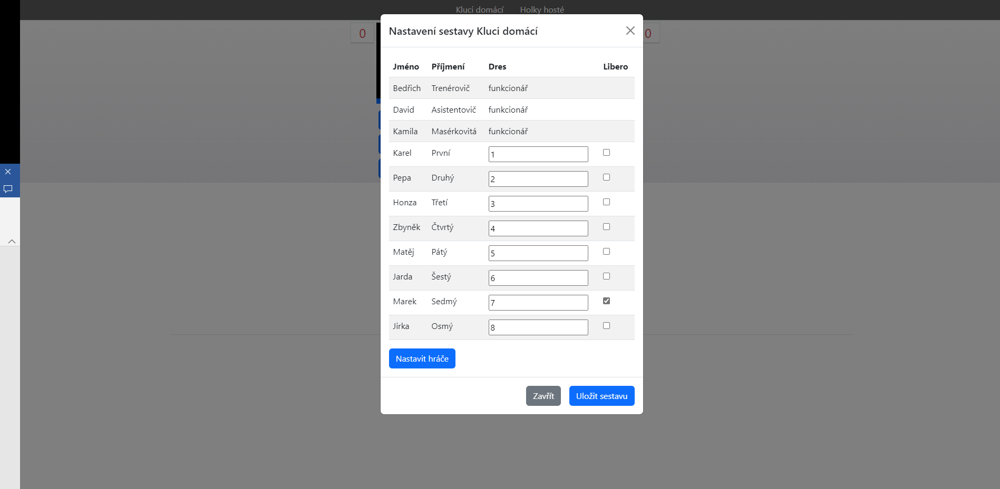 Kluci domácí Holky hosté
0 0
Nastavení sestavy Kluci domácí
Jméno Příjmení Dres Libero
Bedřich Trenérovič funkcionář
David Asistentovič funkcionář
Kamila Masérkovitá funkcionář
Karel První 1
Pepa Druhý 2
Honza Třetí 3
Zbyněk Čtvrtý 4
Matěj Pátý 5
Jarda Šestý 6
Marek Sedmý 7
Jirka Osmý 8
Nastavit hráče
Zavřít Uložit sestavu